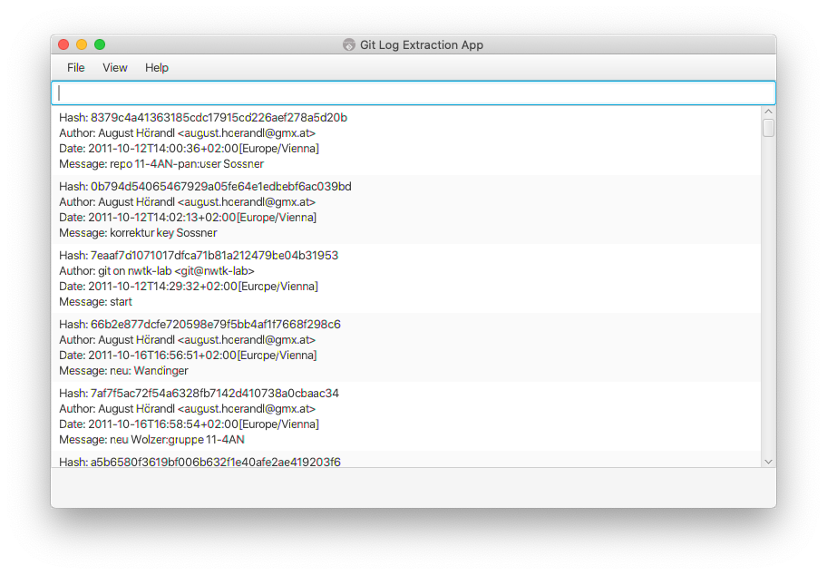 Git Log Extraction App
File View Help
Hash: 8379c4a41363185cdc17915cd226aef278a5d20b
Author: August Hörandl <august.hcerandl@gmx.at>
Date: 2011-10-12T14:00:36+02:00[Europe/Vienna]
Message: repo 11-4AN-pan:user Sossner
Hash: 0b794d54065467929a05fe64e1edbebf6ac039bd
Author: August Hörandl <august.hcerandl@gmx.at>
Date: 2011-10-12T14:02:13+02:00[Europe/Vienna]
Message: korrektur key Sossner
Hash: 7eaaf7d1071017dfca71b81a212479be04b31953
Author: git on nwtk-lab <git@nwtk-lab>
Date: 2011-10-12T14:29:32+02:00[Europe/Vienna]
Message: start
Hash: 66b2e877dcfe720598e79f5bb4af1f7668f298c6
Author: August Hörandl <august.hcerandl@gmx.at>
Date: 2011-10-16T16:56:51+02:00[Europe/Vienna]
Message: neu: Wandinger
Hash: 7af7f5ac72f54a6328fb7142d410738a0cbaac34
Author: August Hörandl <august.hcerandl@gmx.at>
Date: 2011-10-16T16:58:54+02:00[Europe/Vienna]
Message: neu Wolzer:gruppe 11-4AN
Hash: a5b6580f3619bf006b632f1e40afe2ae419203f6